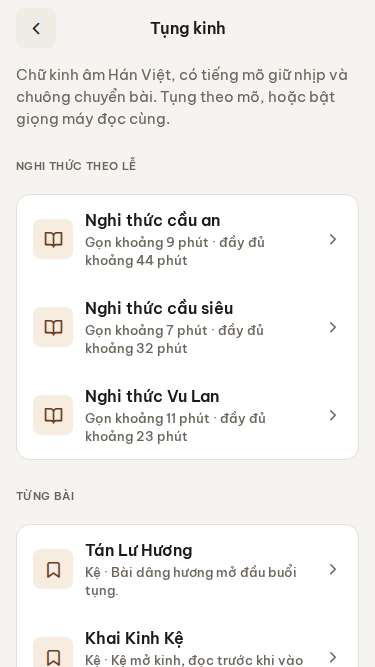 Tụng kinh
Chữ kinh âm Hán Việt, có tiếng mõ giữ nhịp và
chuông chuyển bài. Tụng theo mõ, hoặc bật
giọng máy đọc cùng.
NGHI THỨC THEO LỄ
Nghi thức cầu an
Gọn khoảng 9 phút · đầy đủ
khoảng 44 phút
Nghi thức cầu siêu
Gọn khoảng 7 phút · đầy đủ
khoảng 32 phút
Nghi thức Vu Lan
Gọn khoảng 11 phút · đầy đủ
khoảng 23 phút
TỪNG BÀI
Tán Lư Hương
Kệ · Bài dâng hương mở đầu buổi
tụng.
Khai Kinh Kệ
Kệ · Kệ mở kinh, đọc trước khi vào